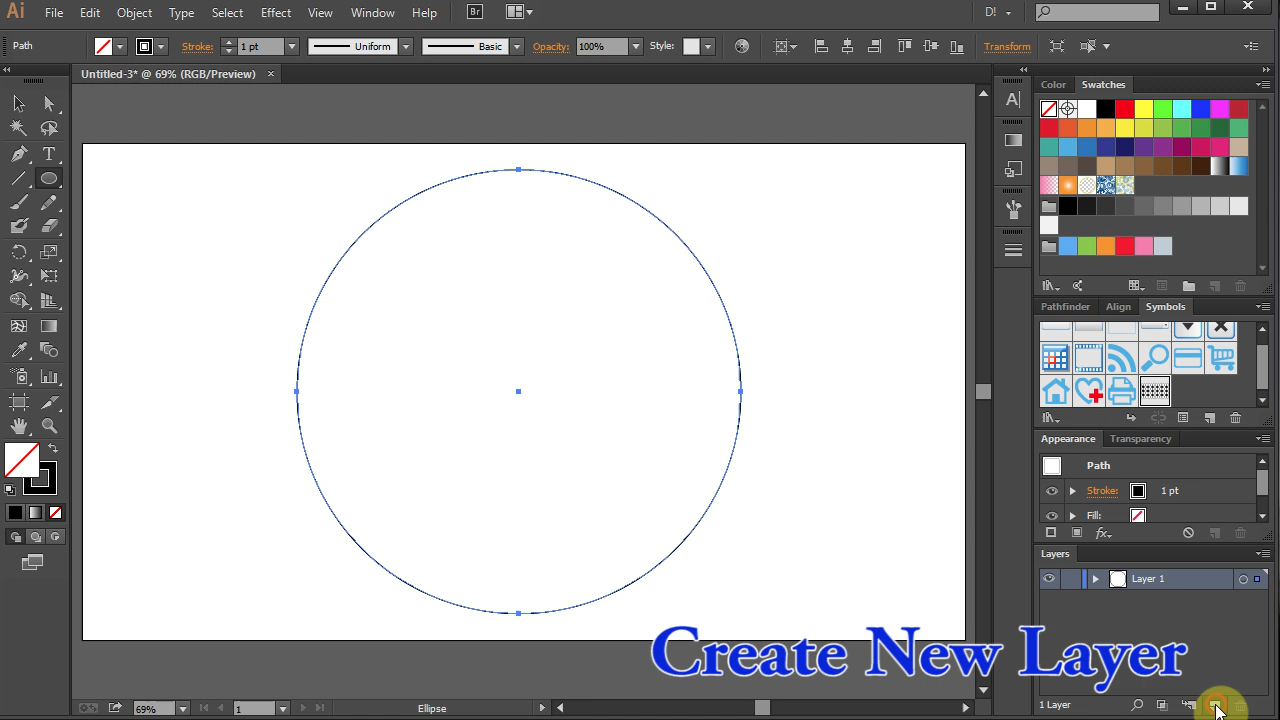 Ai File Edit Object Type Select Effect View Window Help Br D!
Path Stroke: 1 pt Uniform Basic Opacity: 100% Style: Transform
Untitled-3* @ 69% (RGB/Preview) ×
Color Swatches
Pathfinder Align Symbols
Appearance Transparency
Path
Stroke: 1 pt
Fill:
fx
Layers
Layer 1
Create New Layer
1 Layer
69% 1 Ellipse